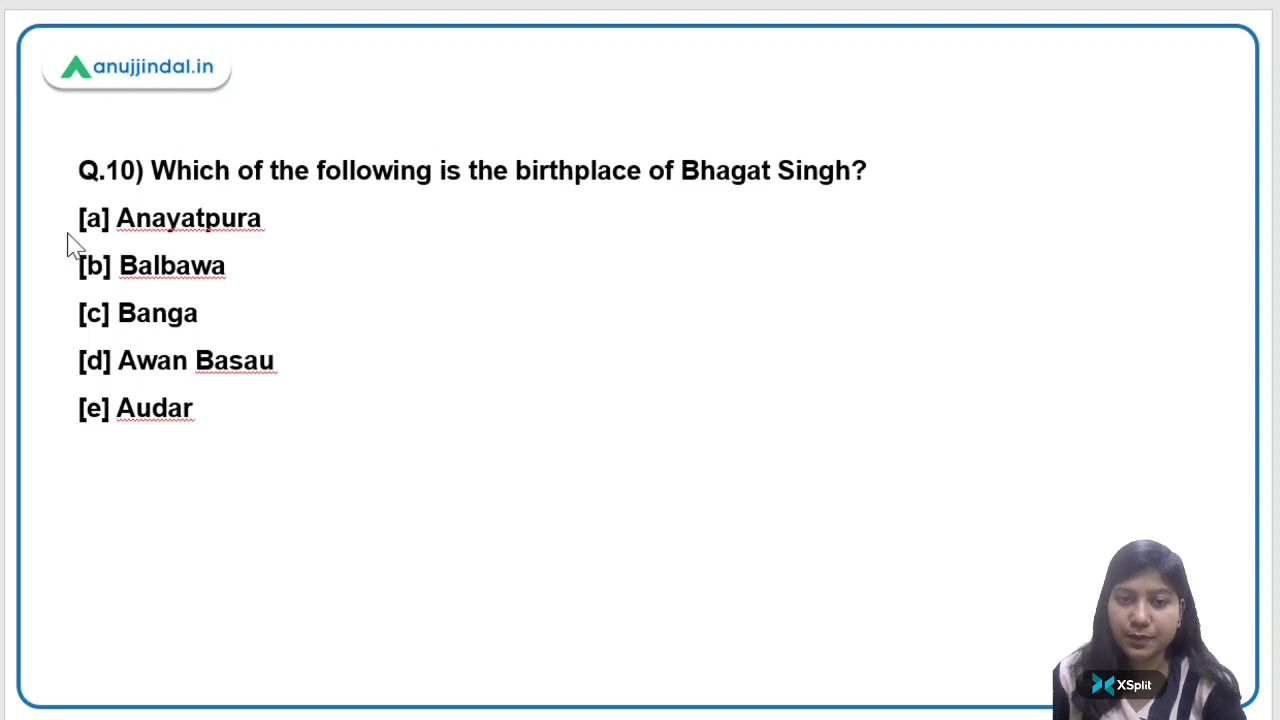 anujjindal.in
Q.10) Which of the following is the birthplace of Bhagat Singh?
[a] Anayatpura
[b] Balbawa
[c] Banga
[d] Awan Basau
[e] Audar
XSplit